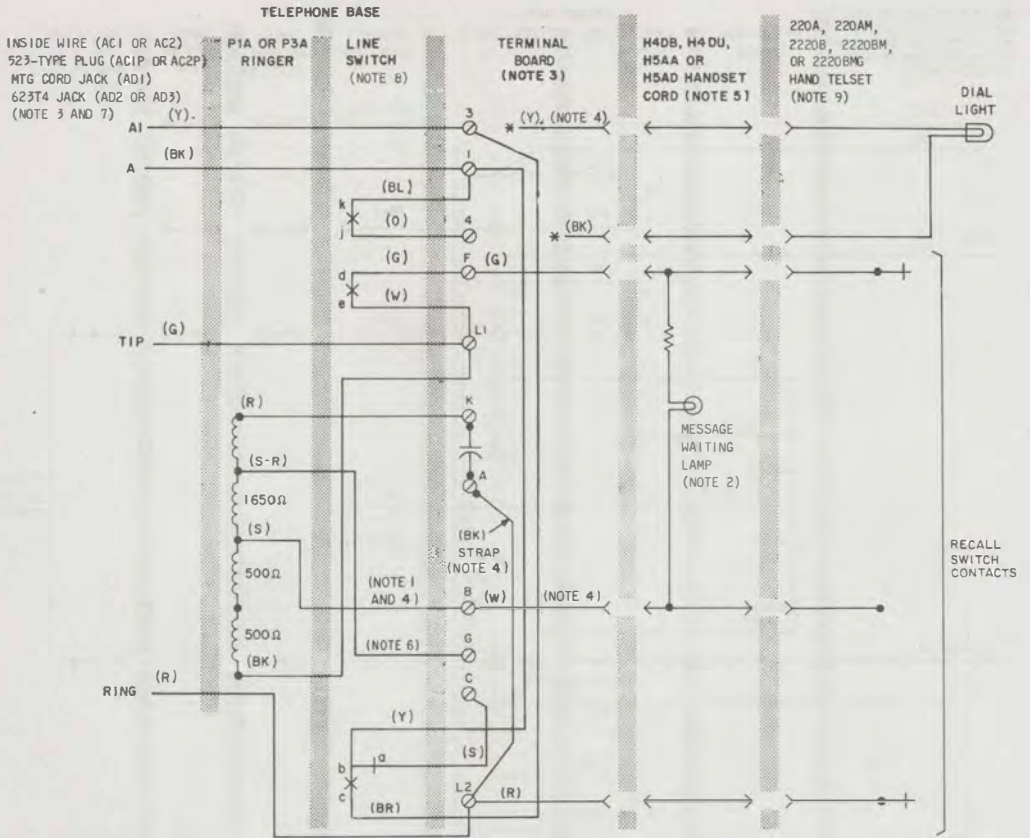 TELEPHONE BASE
INSIDE WIRE (AC1 OR AC2)
523-TYPE PLUG (AC1P OR AC2P)
MTG CORD JACK (AD1)
623T4 JACK (AD2 OR AD3)
(NOTE 3 AND 7)
P1A OR P3A
RINGER
LINE
SWITCH
(NOTE 8)
TERMINAL
BOARD
(NOTE 3)
H4DB, H4DU,
H5AA OR
H5AD HANDSET
CORD (NOTE 5)
220A, 220AM,
2220B, 2220BM,
OR 2220BMG
HAND TELSET
(NOTE 9)
DIAL
LIGHT
A1 (Y).
3
* (Y), (NOTE 4)
A (BK)
1
(BL)
k
j
(O)
4
* (BK)
(G)
F
(G)
d
e
(W)
L1
TIP (G)
(R)
K
MESSAGE
WAITING
LAMP
(NOTE 2)
(S-R)
A
1650Ω
(S)
(BK)
STRAP
(NOTE 4)
RECALL
SWITCH
CONTACTS
500Ω
(NOTE 1
AND 4)
B
(W)
(NOTE 4)
500Ω
(NOTE 6)
G
(BK)
C
RING (R)
(Y)
a
(S)
b
c
L2
(R)
(BR)